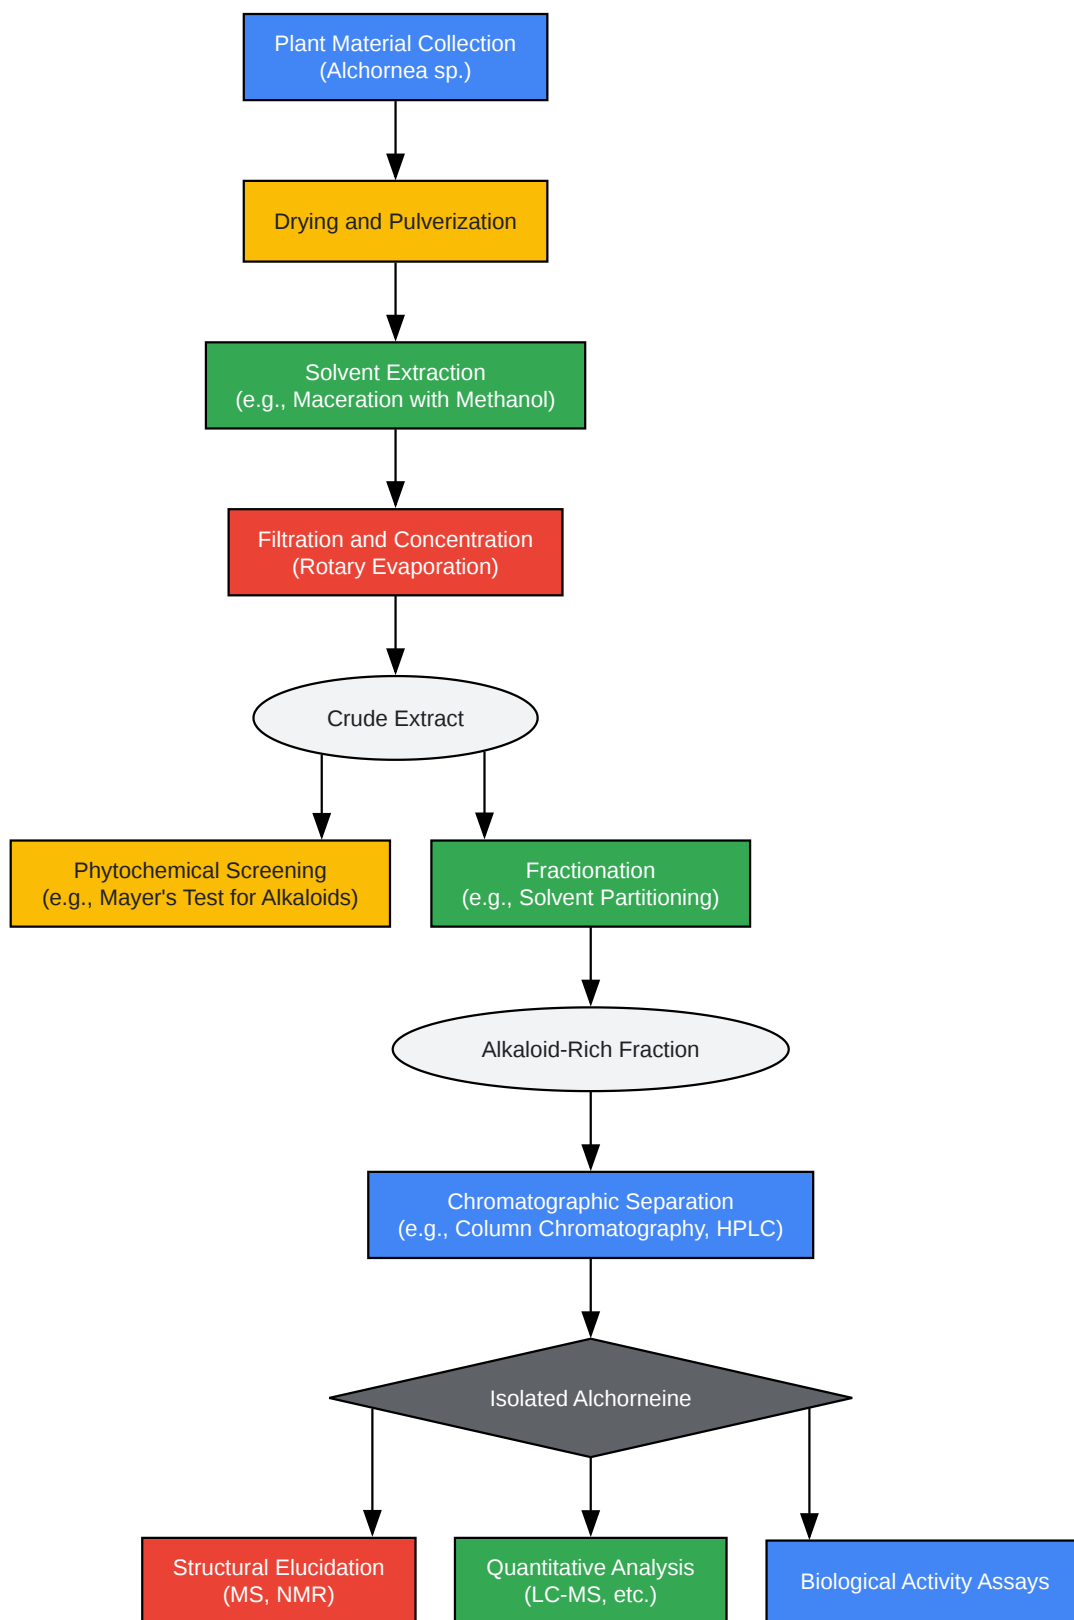 Plant Material Collection
(Alchornea sp.)
Drying and Pulverization
Solvent Extraction
(e.g., Maceration with Methanol)
Filtration and Concentration
(Rotary Evaporation)
Crude Extract
Phytochemical Screening
(e.g., Mayer's Test for Alkaloids)
Fractionation
(e.g., Solvent Partitioning)
Alkaloid-Rich Fraction
Chromatographic Separation
(e.g., Column Chromatography, HPLC)
Isolated Alchorneine
Structural Elucidation
(MS, NMR)
Quantitative Analysis
(LC-MS, etc.)
Biological Activity Assays